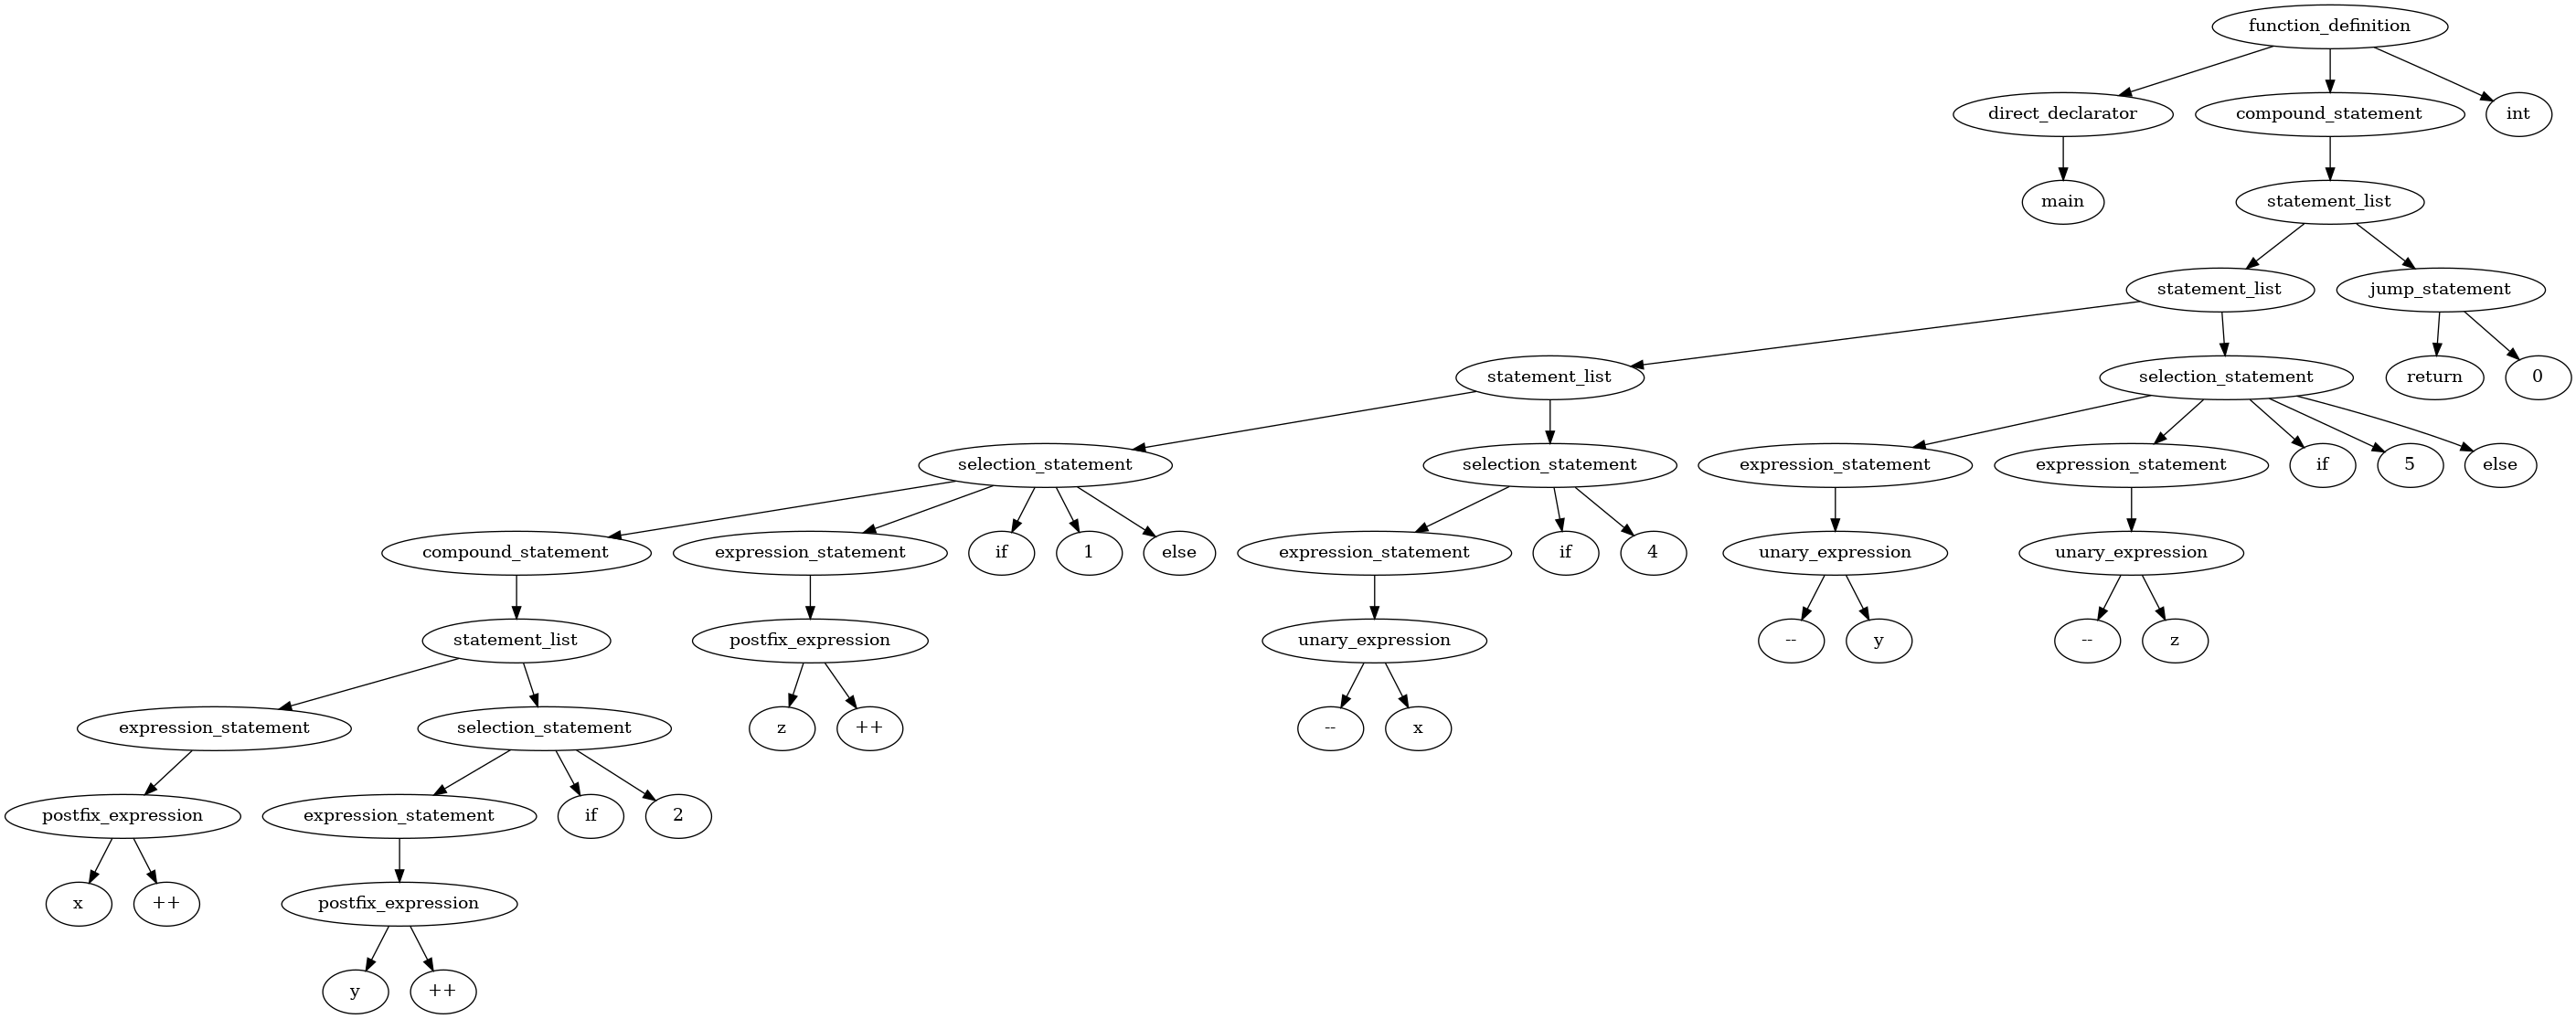 function_definition
direct_declarator compound_statement int
main statement_list
statement_list jump_statement
statement_list selection_statement return 0
selection_statement selection_statement expression_statement expression_statement if 5 else
compound_statement expression_statement if 1 else expression_statement if 4 unary_expression unary_expression
statement_list postfix_expression unary_expression -- y -- z
expression_statement selection_statement z ++ -- x
postfix_expression expression_statement if 2
x ++ postfix_expression
y ++